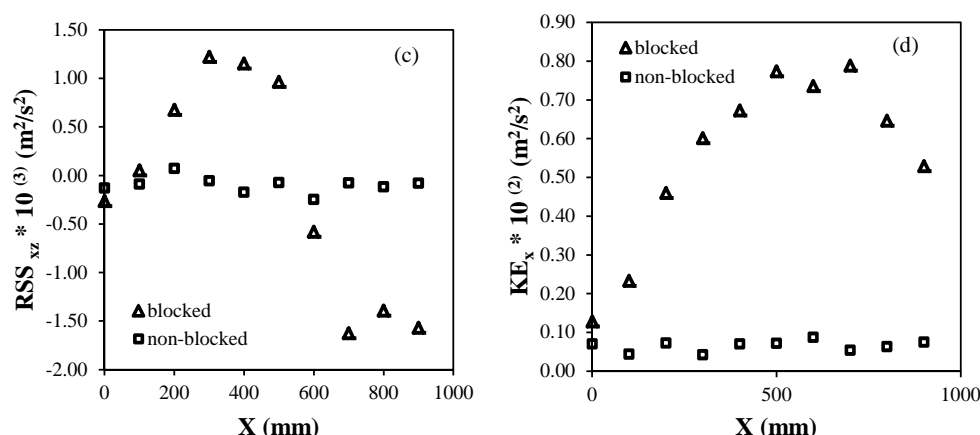 1.50
1.00
0.50
0.00
-0.50
-1.00
-1.50
-2.00
RSS xz * 10 (3) (m2/s2)
(c)
blocked
non-blocked
0 200 400 600 800 1000
X (mm)
0.90
0.80
0.70
0.60
0.50
0.40
0.30
0.20
0.10
0.00
KEx * 10 (2) (m2/s2)
blocked
non-blocked
(d)
0 500 1000
X (mm)